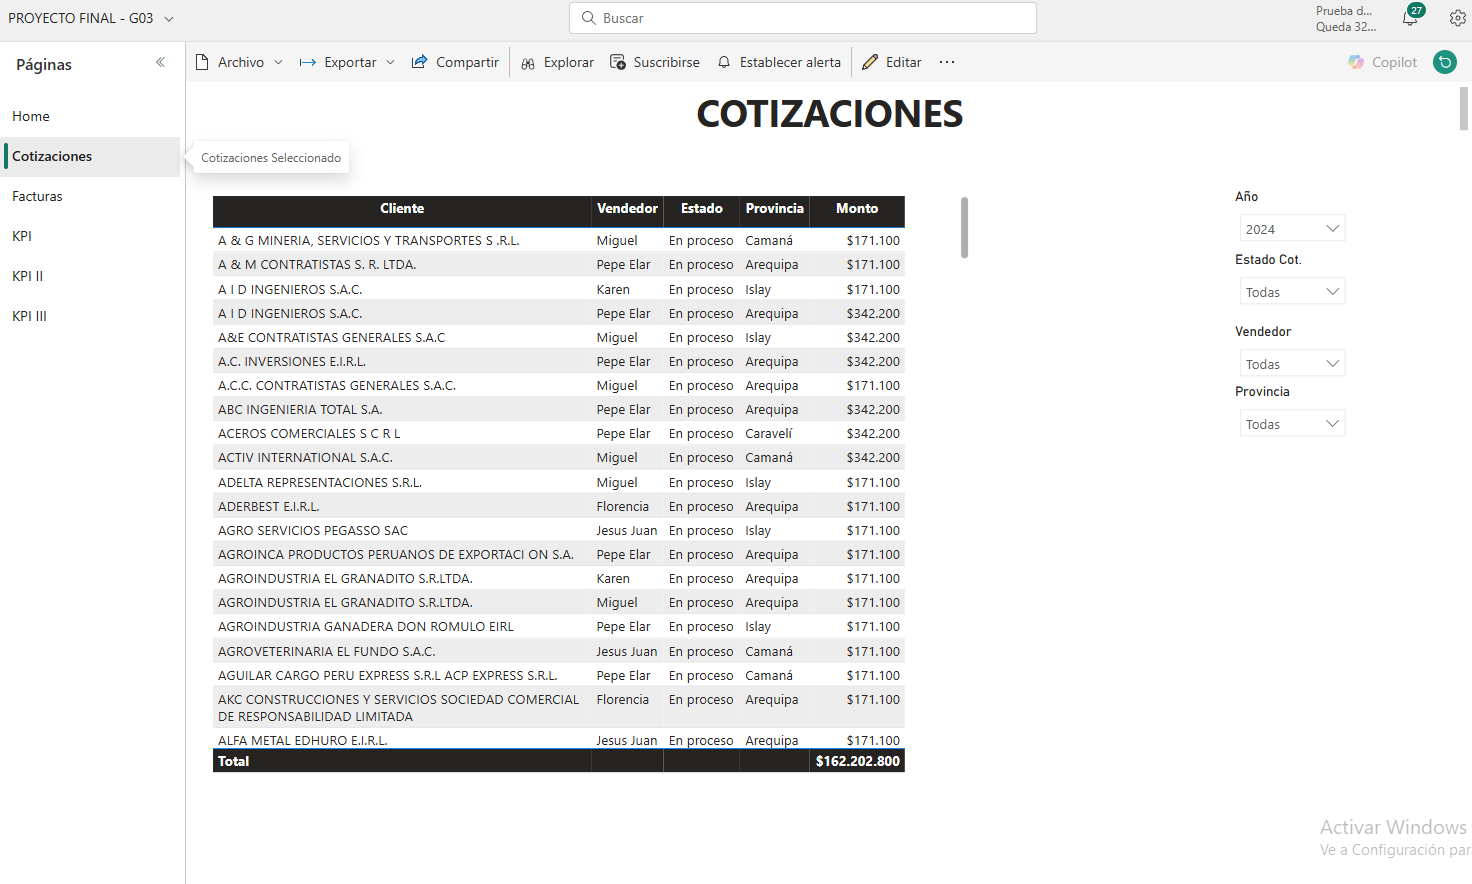 PROYECTO FINAL - G03
Buscar
Prueba d...
Queda 32...
27
Páginas
Archivo
Exportar
Compartir
Explorar
Suscribirse
Establecer alerta
Editar
Copilot
Home
Cotizaciones
Facturas
KPI
KPI II
KPI III
Cotizaciones Seleccionado
COTIZACIONES
Cliente Vendedor Estado Provincia Monto
A & G MINERIA, SERVICIOS Y TRANSPORTES S .R.L. Miguel En proceso Camaná $171.100
A & M CONTRATISTAS S. R. LTDA. Pepe Elar En proceso Arequipa $171.100
A I D INGENIEROS S.A.C. Karen En proceso Islay $171.100
A I D INGENIEROS S.A.C. Pepe Elar En proceso Arequipa $342.200
A&E CONTRATISTAS GENERALES S.A.C Miguel En proceso Islay $342.200
A.C. INVERSIONES E.I.R.L. Pepe Elar En proceso Arequipa $342.200
A.C.C. CONTRATISTAS GENERALES S.A.C. Miguel En proceso Arequipa $171.100
ABC INGENIERIA TOTAL S.A. Pepe Elar En proceso Arequipa $342.200
ACEROS COMERCIALES S C R L Pepe Elar En proceso Caravelí $342.200
ACTIV INTERNATIONAL S.A.C. Miguel En proceso Camaná $342.200
ADELTA REPRESENTACIONES S.R.L. Miguel En proceso Islay $171.100
ADERBEST E.I.R.L. Florencia En proceso Arequipa $171.100
AGRO SERVICIOS PEGASSO SAC Jesus Juan En proceso Islay $171.100
AGROINCA PRODUCTOS PERUANOS DE EXPORTACI ON S.A. Pepe Elar En proceso Arequipa $171.100
AGROINDUSTRIA EL GRANADITO S.R.LTDA. Karen En proceso Arequipa $171.100
AGROINDUSTRIA EL GRANADITO S.R.LTDA. Miguel En proceso Arequipa $171.100
AGROINDUSTRIA GANADERA DON ROMULO EIRL Pepe Elar En proceso Islay $171.100
AGROVETERINARIA EL FUNDO S.A.C. Jesus Juan En proceso Camaná $171.100
AGUILAR CARGO PERU EXPRESS S.R.L ACP EXPRESS S.R.L. Pepe Elar En proceso Camaná $171.100
AKC CONSTRUCCIONES Y SERVICIOS SOCIEDAD COMERCIAL Florencia En proceso Arequipa $171.100
DE RESPONSABILIDAD LIMITADA
ALFA METAL EDHURO E.I.R.L. Jesus Juan En proceso Arequipa $171.100
Total $162.202.800
Año
2024
Estado Cot.
Todas
Vendedor
Todas
Provincia
Todas
Activar Windows
Ve a Configuración par